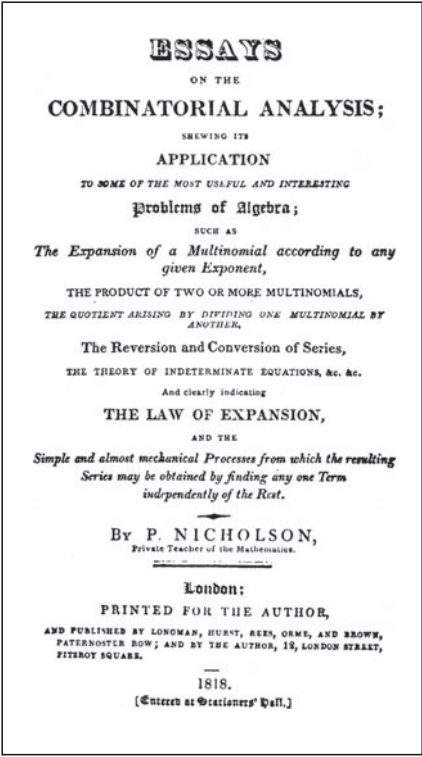 ESSAYS
ON THE
COMBINATORIAL ANALYSIS;
SHEWING ITS
APPLICATION
TO SOME OF THE MOST USEFUL AND INTERESTING
Problems of Algebra;
SUCH AS
The Expansion of a Multinomial according to any
given Exponent,
THE PRODUCT OF TWO OR MORE MULTINOMIALS,
THE QUOTIENT ARISING BY DIVIDING ONE MULTINOMIAL BY
ANOTHER,
The Reversion and Conversion of Series,
THE THEORY OF INDETERMINATE EQUATIONS, &c. &c.
And clearly indicating
THE LAW OF EXPANSION,
AND THE
Simple and almost mechanical Processes from which the resulting
Series may be obtained by finding any one Term
independently of the Rest.
BY P. NICHOLSON,
Private Teacher of the Mathematics.
London:
PRINTED FOR THE AUTHOR,
AND PUBLISHED BY LONGMAN, HURST, REES, ORME, AND BROWN,
PATERNOSTER ROW; AND BY THE AUTHOR, 12, LONDON STREET,
FITZROY SQUARE.
1818.
[Entered at Stationers' Hall.]